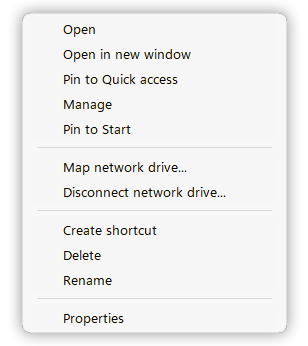 Open
Open in new window
Pin to Quick access
Manage
Pin to Start
Map network drive...
Disconnect network drive...
Create shortcut
Delete
Rename
Properties